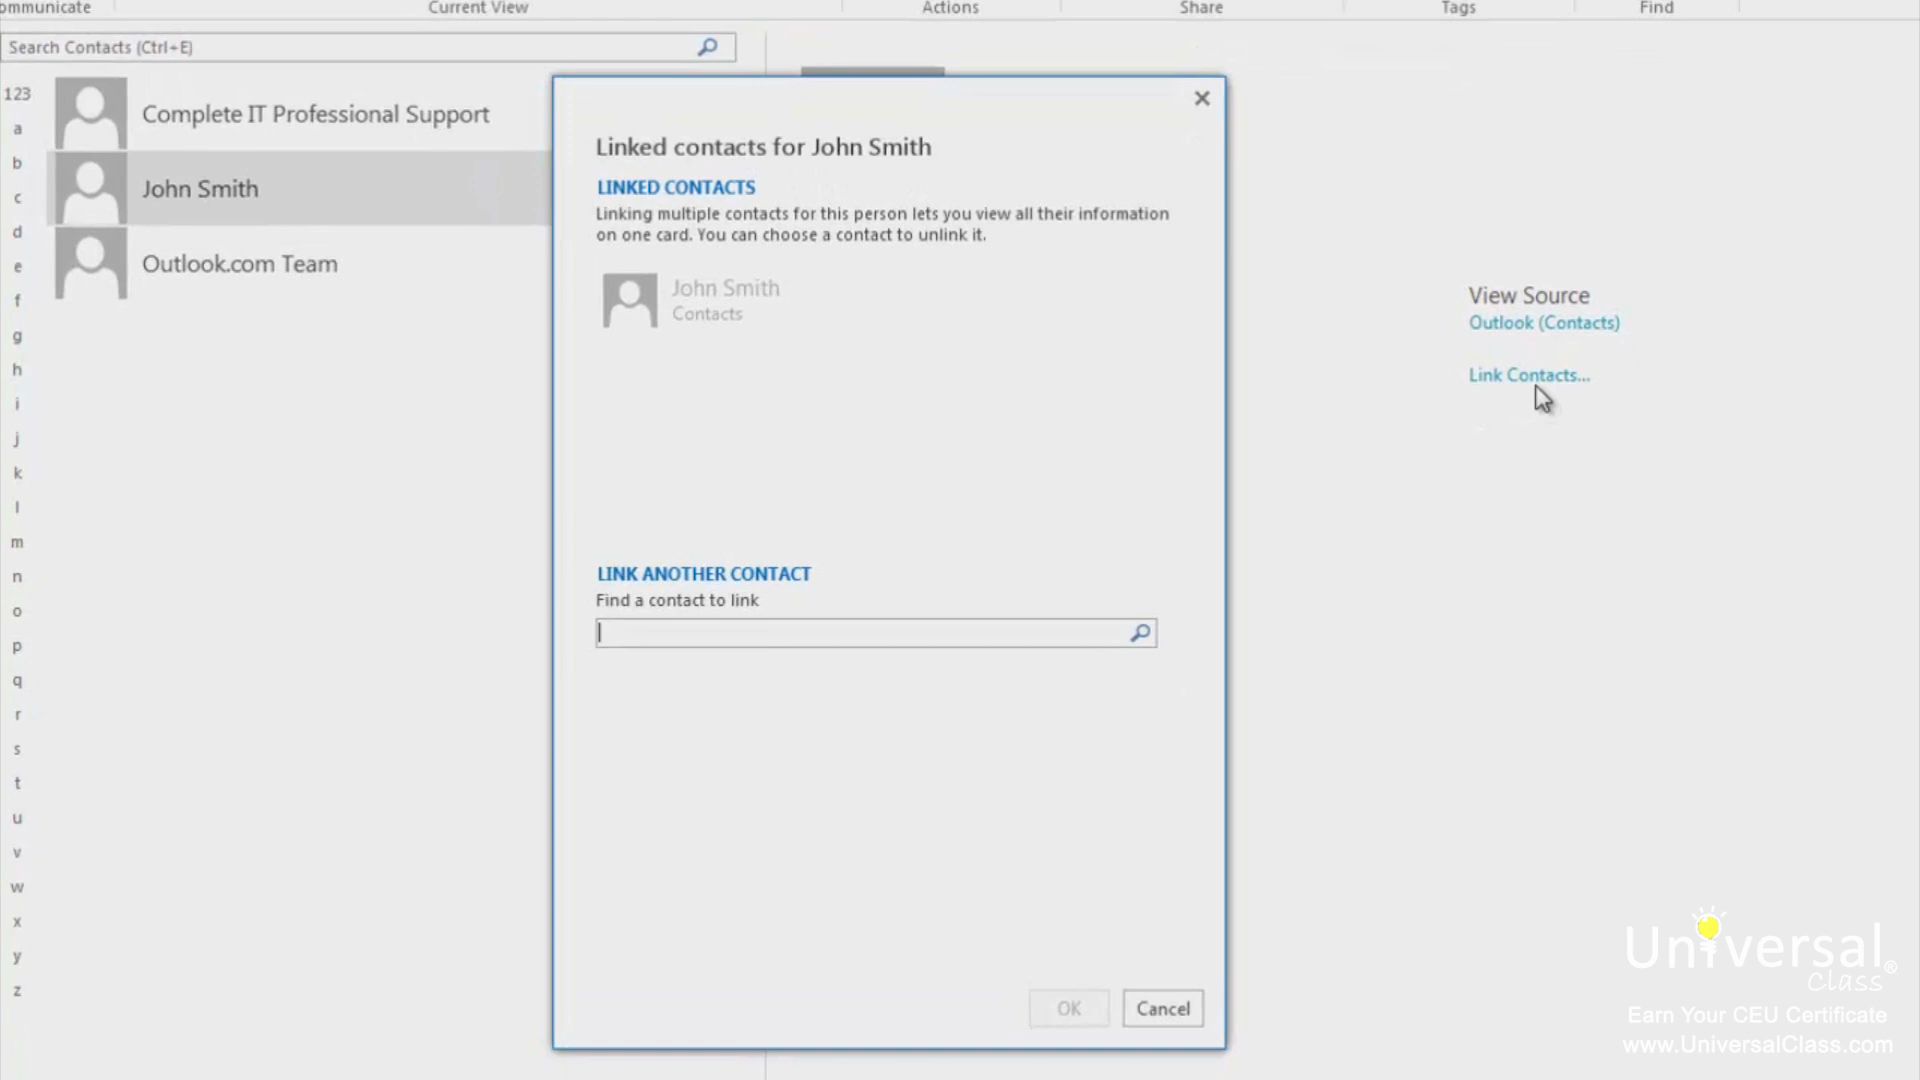 ommunicate
Current View
Actions
Share
Tags
Find
Search Contacts (Ctrl+E)
123
a
b
c
d
e
f
g
h
i
j
k
l
m
n
o
p
q
r
s
t
u
v
w
x
y
z
Complete IT Professional Support
John Smith
Outlook.com Team
Linked contacts for John Smith
LINKED CONTACTS
Linking multiple contacts for this person lets you view all their information
on one card. You can choose a contact to unlink it.
John Smith
Contacts
LINK ANOTHER CONTACT
Find a contact to link
OK
Cancel
View Source
Outlook (Contacts)
Link Contacts...
Universal
Class®
Earn Your CEU Certificate
www.UniversalClass.com